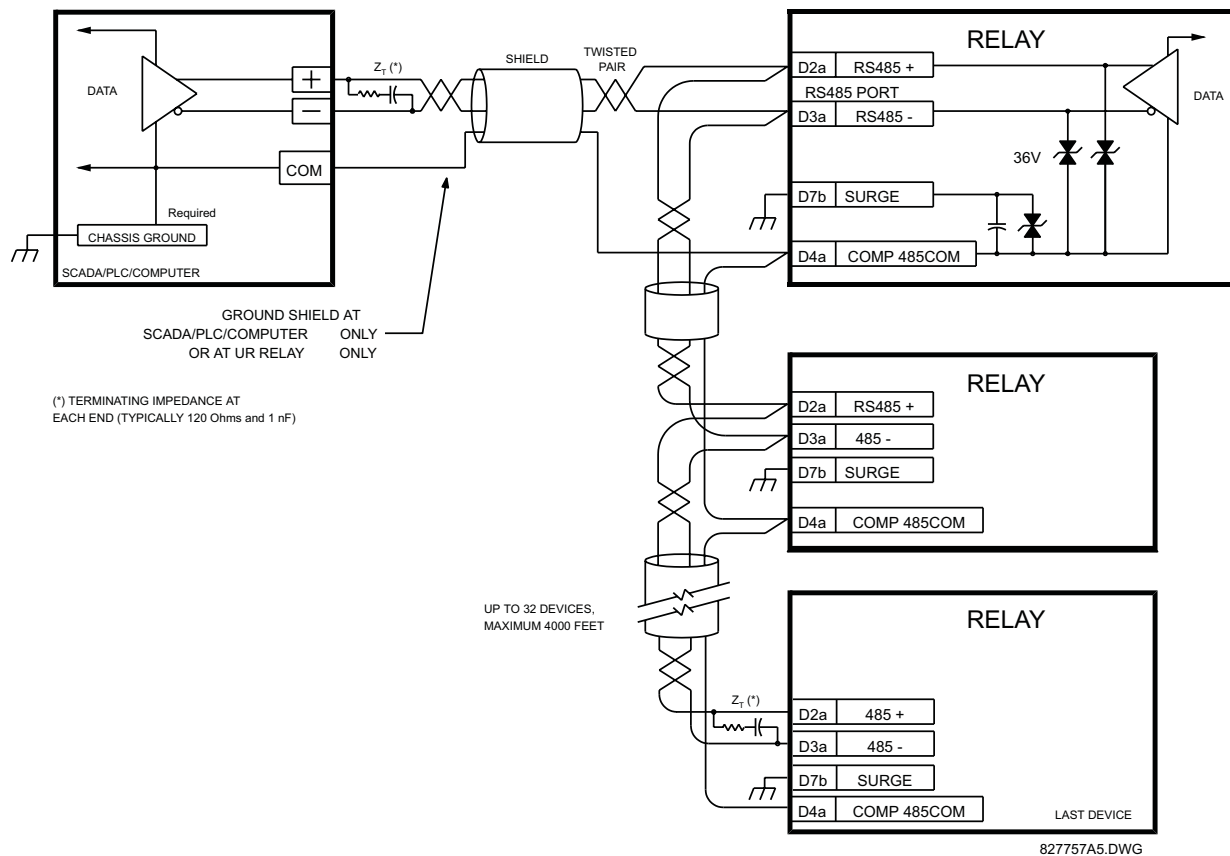 DATA
+
−
COM
Required
CHASSIS GROUND
SCADA/PLC/COMPUTER
Z_T (*)
SHIELD
TWISTED
PAIR
GROUND SHIELD AT
SCADA/PLC/COMPUTER ONLY
OR AT UR RELAY ONLY
(*) TERMINATING IMPEDANCE AT
EACH END (TYPICALLY 120 Ohms and 1 nF)
RELAY
D2a RS485 +
RS485 PORT
D3a RS485 -
DATA
36V
D7b SURGE
D4a COMP 485COM
RELAY
D2a RS485 +
D3a 485 -
D7b SURGE
D4a COMP 485COM
UP TO 32 DEVICES,
MAXIMUM 4000 FEET
RELAY
Z_T (*)
D2a 485 +
D3a 485 -
D7b SURGE
D4a COMP 485COM
LAST DEVICE
827757A5.DWG